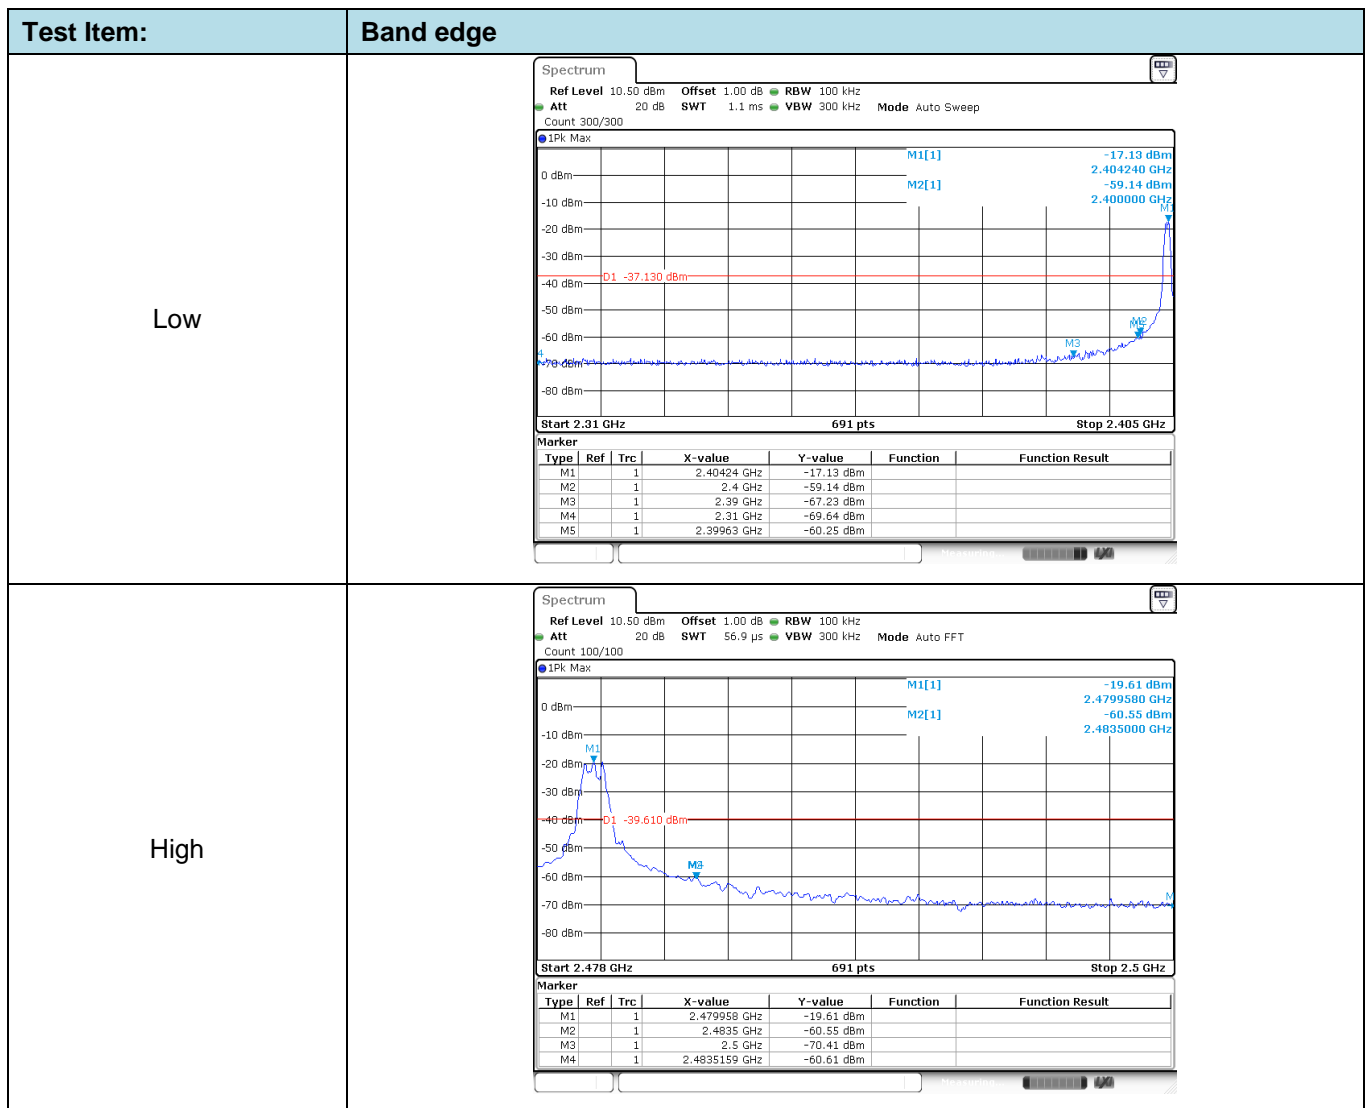 Test Item: Band edge
Low
Spectrum
Ref Level 10.50 dBm Offset 1.00 dB RBW 100 kHz
Att 20 dB SWT 1.1 ms VBW 300 kHz Mode Auto Sweep
Count 300/300
1Pk Max
M1[1] -17.13 dBm
2.404240 GHz
0 dBm
M2[1] -59.14 dBm
2.400000 GHz
-10 dBm
M1
-20 dBm
-30 dBm
D1 -37.130 dBm
-40 dBm
-50 dBm
M2
-60 dBm
M3
4
-70 dBm
-80 dBm
Start 2.31 GHz 691 pts Stop 2.405 GHz
Marker
Type Ref Trc X-value Y-value Function Function Result
M1 1 2.40424 GHz -17.13 dBm
M2 1 2.4 GHz -59.14 dBm
M3 1 2.39 GHz -67.23 dBm
M4 1 2.31 GHz -69.64 dBm
M5 1 2.39963 GHz -60.25 dBm
Measuring...
High
Spectrum
Ref Level 10.50 dBm Offset 1.00 dB RBW 100 kHz
Att 20 dB SWT 56.9 µs VBW 300 kHz Mode Auto FFT
Count 100/100
1Pk Max
M1[1] -19.61 dBm
2.4799580 GHz
0 dBm
M2[1] -60.55 dBm
2.4835000 GHz
-10 dBm
M1
-20 dBm
-30 dBm
-40 dBm D1 -39.610 dBm
-50 dBm
M4
-60 dBm
M
-70 dBm
-80 dBm
Start 2.478 GHz 691 pts Stop 2.5 GHz
Marker
Type Ref Trc X-value Y-value Function Function Result
M1 1 2.479958 GHz -19.61 dBm
M2 1 2.4835 GHz -60.55 dBm
M3 1 2.5 GHz -70.41 dBm
M4 1 2.4835159 GHz -60.61 dBm
Measuring...